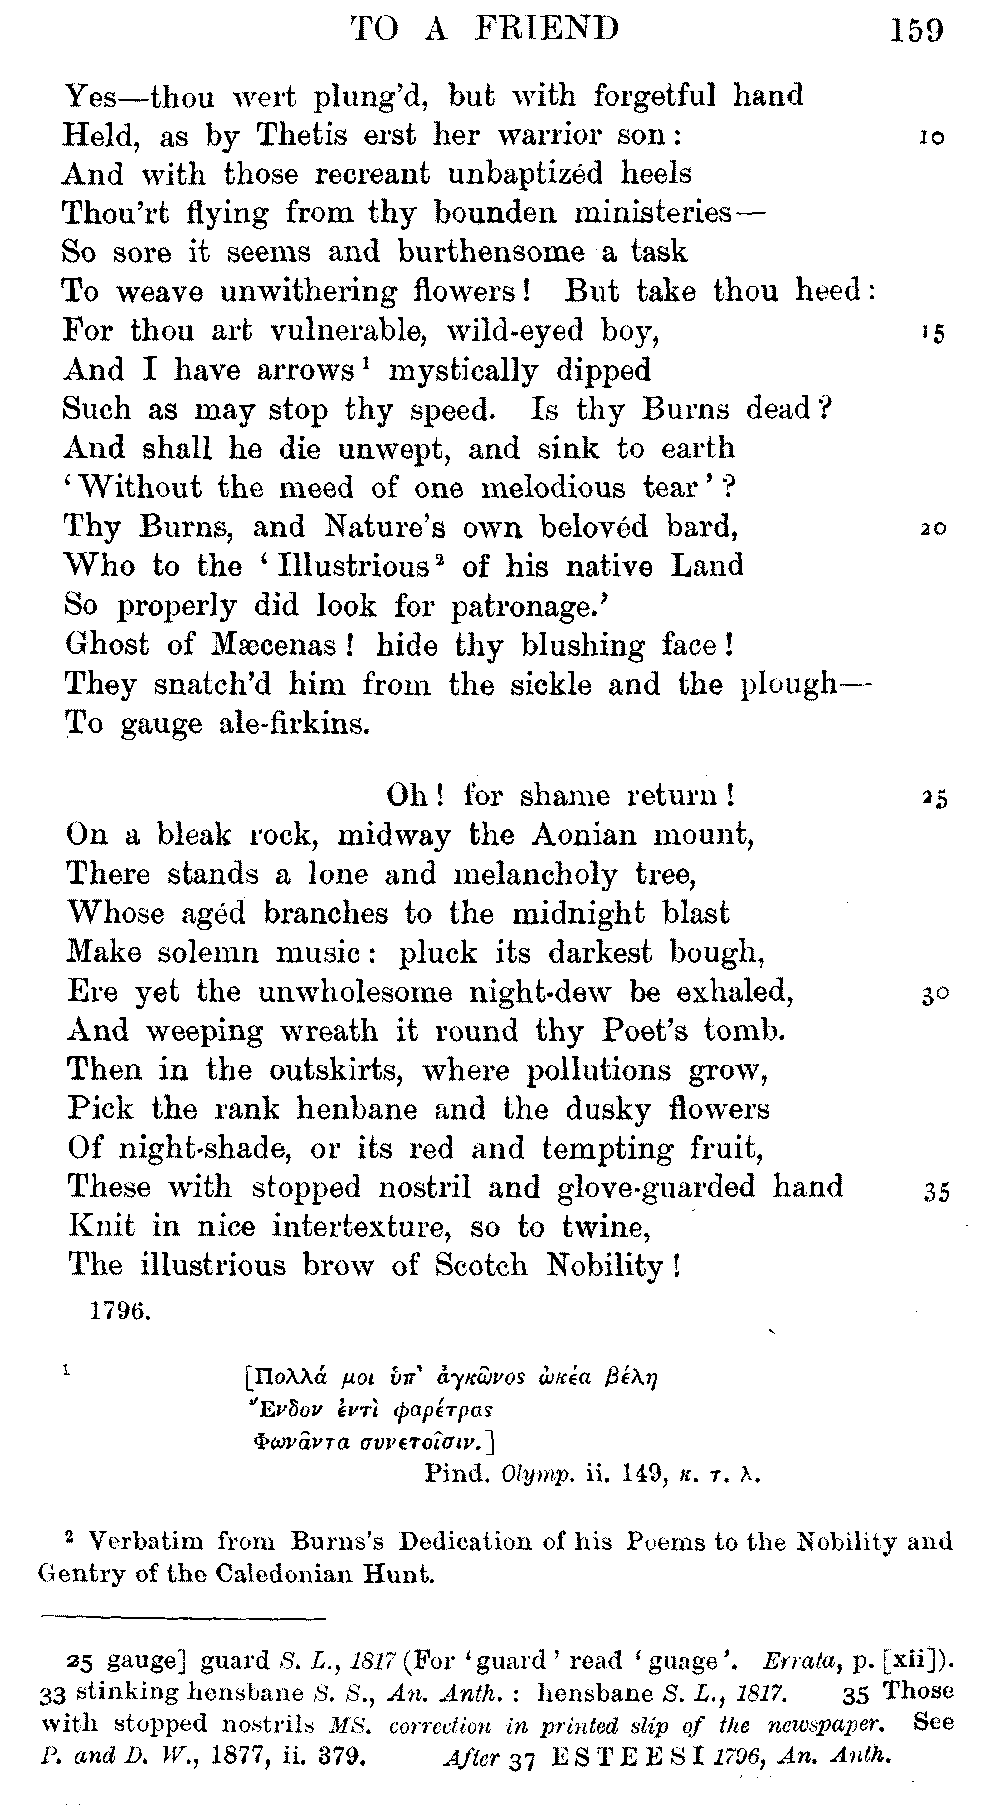 TO A FRIEND 159
Yes—thou wert plung'd, but with forgetful hand
Held, as by Thetis erst her warrior son: 10
And with those recreant unbaptizéd heels
Thou'rt flying from thy bounden ministeries—
So sore it seems and burthensome a task
To weave unwithering flowers! But take thou heed:
For thou art vulnerable, wild-eyed boy, 15
And I have arrows¹ mystically dipped
Such as may stop thy speed. Is thy Burns dead?
And shall he die unwept, and sink to earth
'Without the meed of one melodious tear'?
Thy Burns, and Nature's own belovéd bard, 20
Who to the 'Illustrious² of his native Land
So properly did look for patronage.'
Ghost of Mæcenas! hide thy blushing face!
They snatch'd him from the sickle and the plough—
To gauge ale-firkins.
Oh! for shame return! 25
On a bleak rock, midway the Aonian mount,
There stands a lone and melancholy tree,
Whose agéd branches to the midnight blast
Make solemn music: pluck its darkest bough,
Ere yet the unwholesome night-dew be exhaled, 30
And weeping wreath it round thy Poet's tomb.
Then in the outskirts, where pollutions grow,
Pick the rank henbane and the dusky flowers
Of night-shade, or its red and tempting fruit,
These with stopped nostril and glove-guarded hand 35
Knit in nice intertexture, so to twine,
The illustrious brow of Scotch Nobility!
1796.
¹ [Πολλά μοι ὑπ' ἀγκῶνος ὠκέα βέλη
Ἔνδον ἐντὶ φαρέτρας
Φωνᾶντα συνετοῖσιν.]
Pind. Olymp. ii. 149, κ. τ. λ.
² Verbatim from Burns's Dedication of his Poems to the Nobility and
Gentry of the Caledonian Hunt.
25 gauge] guard S. L., 1817 (For 'guard' read 'guage'. Errata, p. [xii]).
33 stinking hensbane S. S., An. Anth.: hensbane S. L., 1817. 35 Those
with stopped nostrils MS. correction in printed slip of the newspaper. See
P. and D. W., 1877, ii. 379. After 37 ESTEESI 1796, An. Anth.